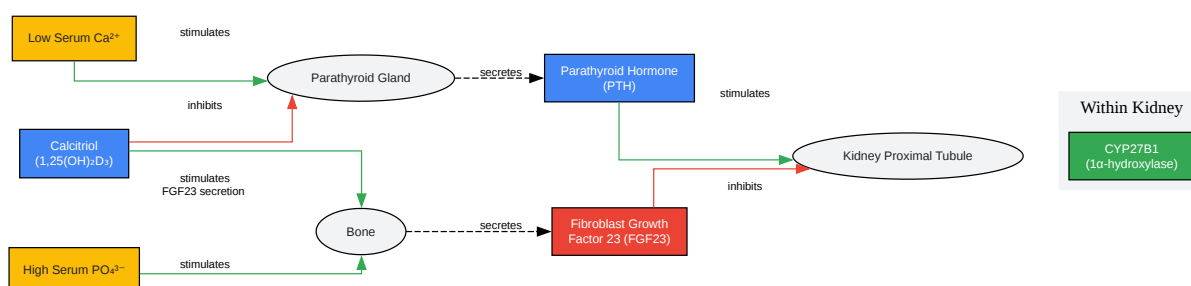 Low Serum Ca²⁺
stimulates
Parathyroid Gland
secretes
Parathyroid Hormone
(PTH)
stimulates
Within Kidney
inhibits
Calcitriol
(1,25(OH)₂D₃)
Kidney Proximal Tubule
CYP27B1
(1α-hydroxylase)
stimulates
FGF23 secretion
inhibits
Bone
secretes
Fibroblast Growth
Factor 23 (FGF23)
High Serum PO₄³⁻
stimulates